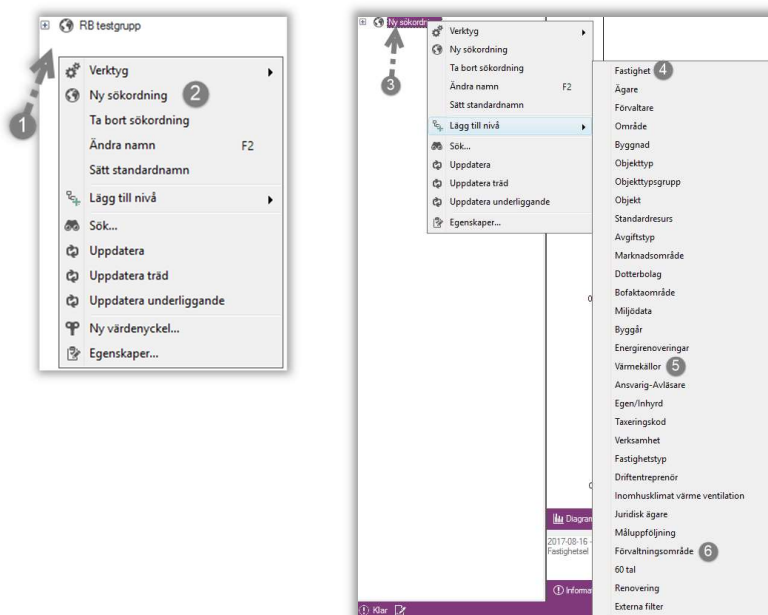 RB testgrupp
1
Verktyg
Ny sökordning 2
Ta bort sökordning
Ändra namn F2
Sätt standardnamn
Lägg till nivå
Sök...
Uppdatera
Uppdatera träd
Uppdatera underliggande
Ny värdenyckel...
Egenskaper...
Ny sökordn
3
Verktyg
Ny sökordning
Ta bort sökordning
Ändra namn F2
Sätt standardnamn
Lägg till nivå
Sök...
Uppdatera
Uppdatera träd
Uppdatera underliggande
Egenskaper...
Fastighet 4
Ägare
Förvaltare
Område
Byggnad
Objekttyp
Objekttypsgrupp
Objekt
Standardresurs
Avgiftstyp
Marknadsområde
Dotterbolag
Bofaktaområde
Miljödata
Byggår
Energirenoveringar
Värmekällor 5
Ansvarig-Avläsare
Egen/Inhyrd
Taxeringskod
Verksamhet
Fastighetstyp
Driftentreprenör
Inomhusklimat värme ventilation
Juridisk ägare
Måluppföljning
Förvaltningsområde 6
60 tal
Renovering
Externa filter
0
0
Diagram
2017-08-16 -
Fastighetsel
Informa
Klar